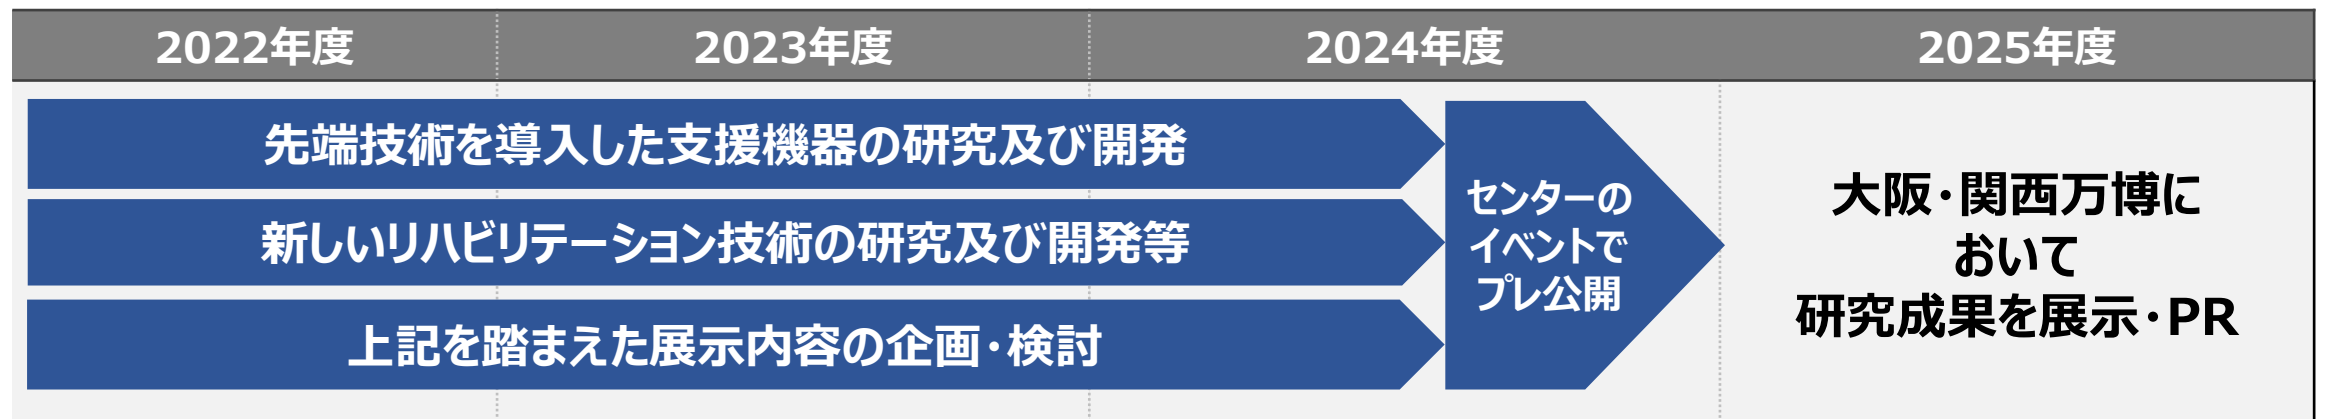 2022年度 2023年度 2024年度 2025年度
先端技術を導入した支援機器の研究及び開発
新しいリハビリテーション技術の研究及び開発等
上記を踏まえた展示内容の企画・検討
センターの
イベントで
プレ公開
大阪・関西万博に
おいて
研究成果を展示・PR